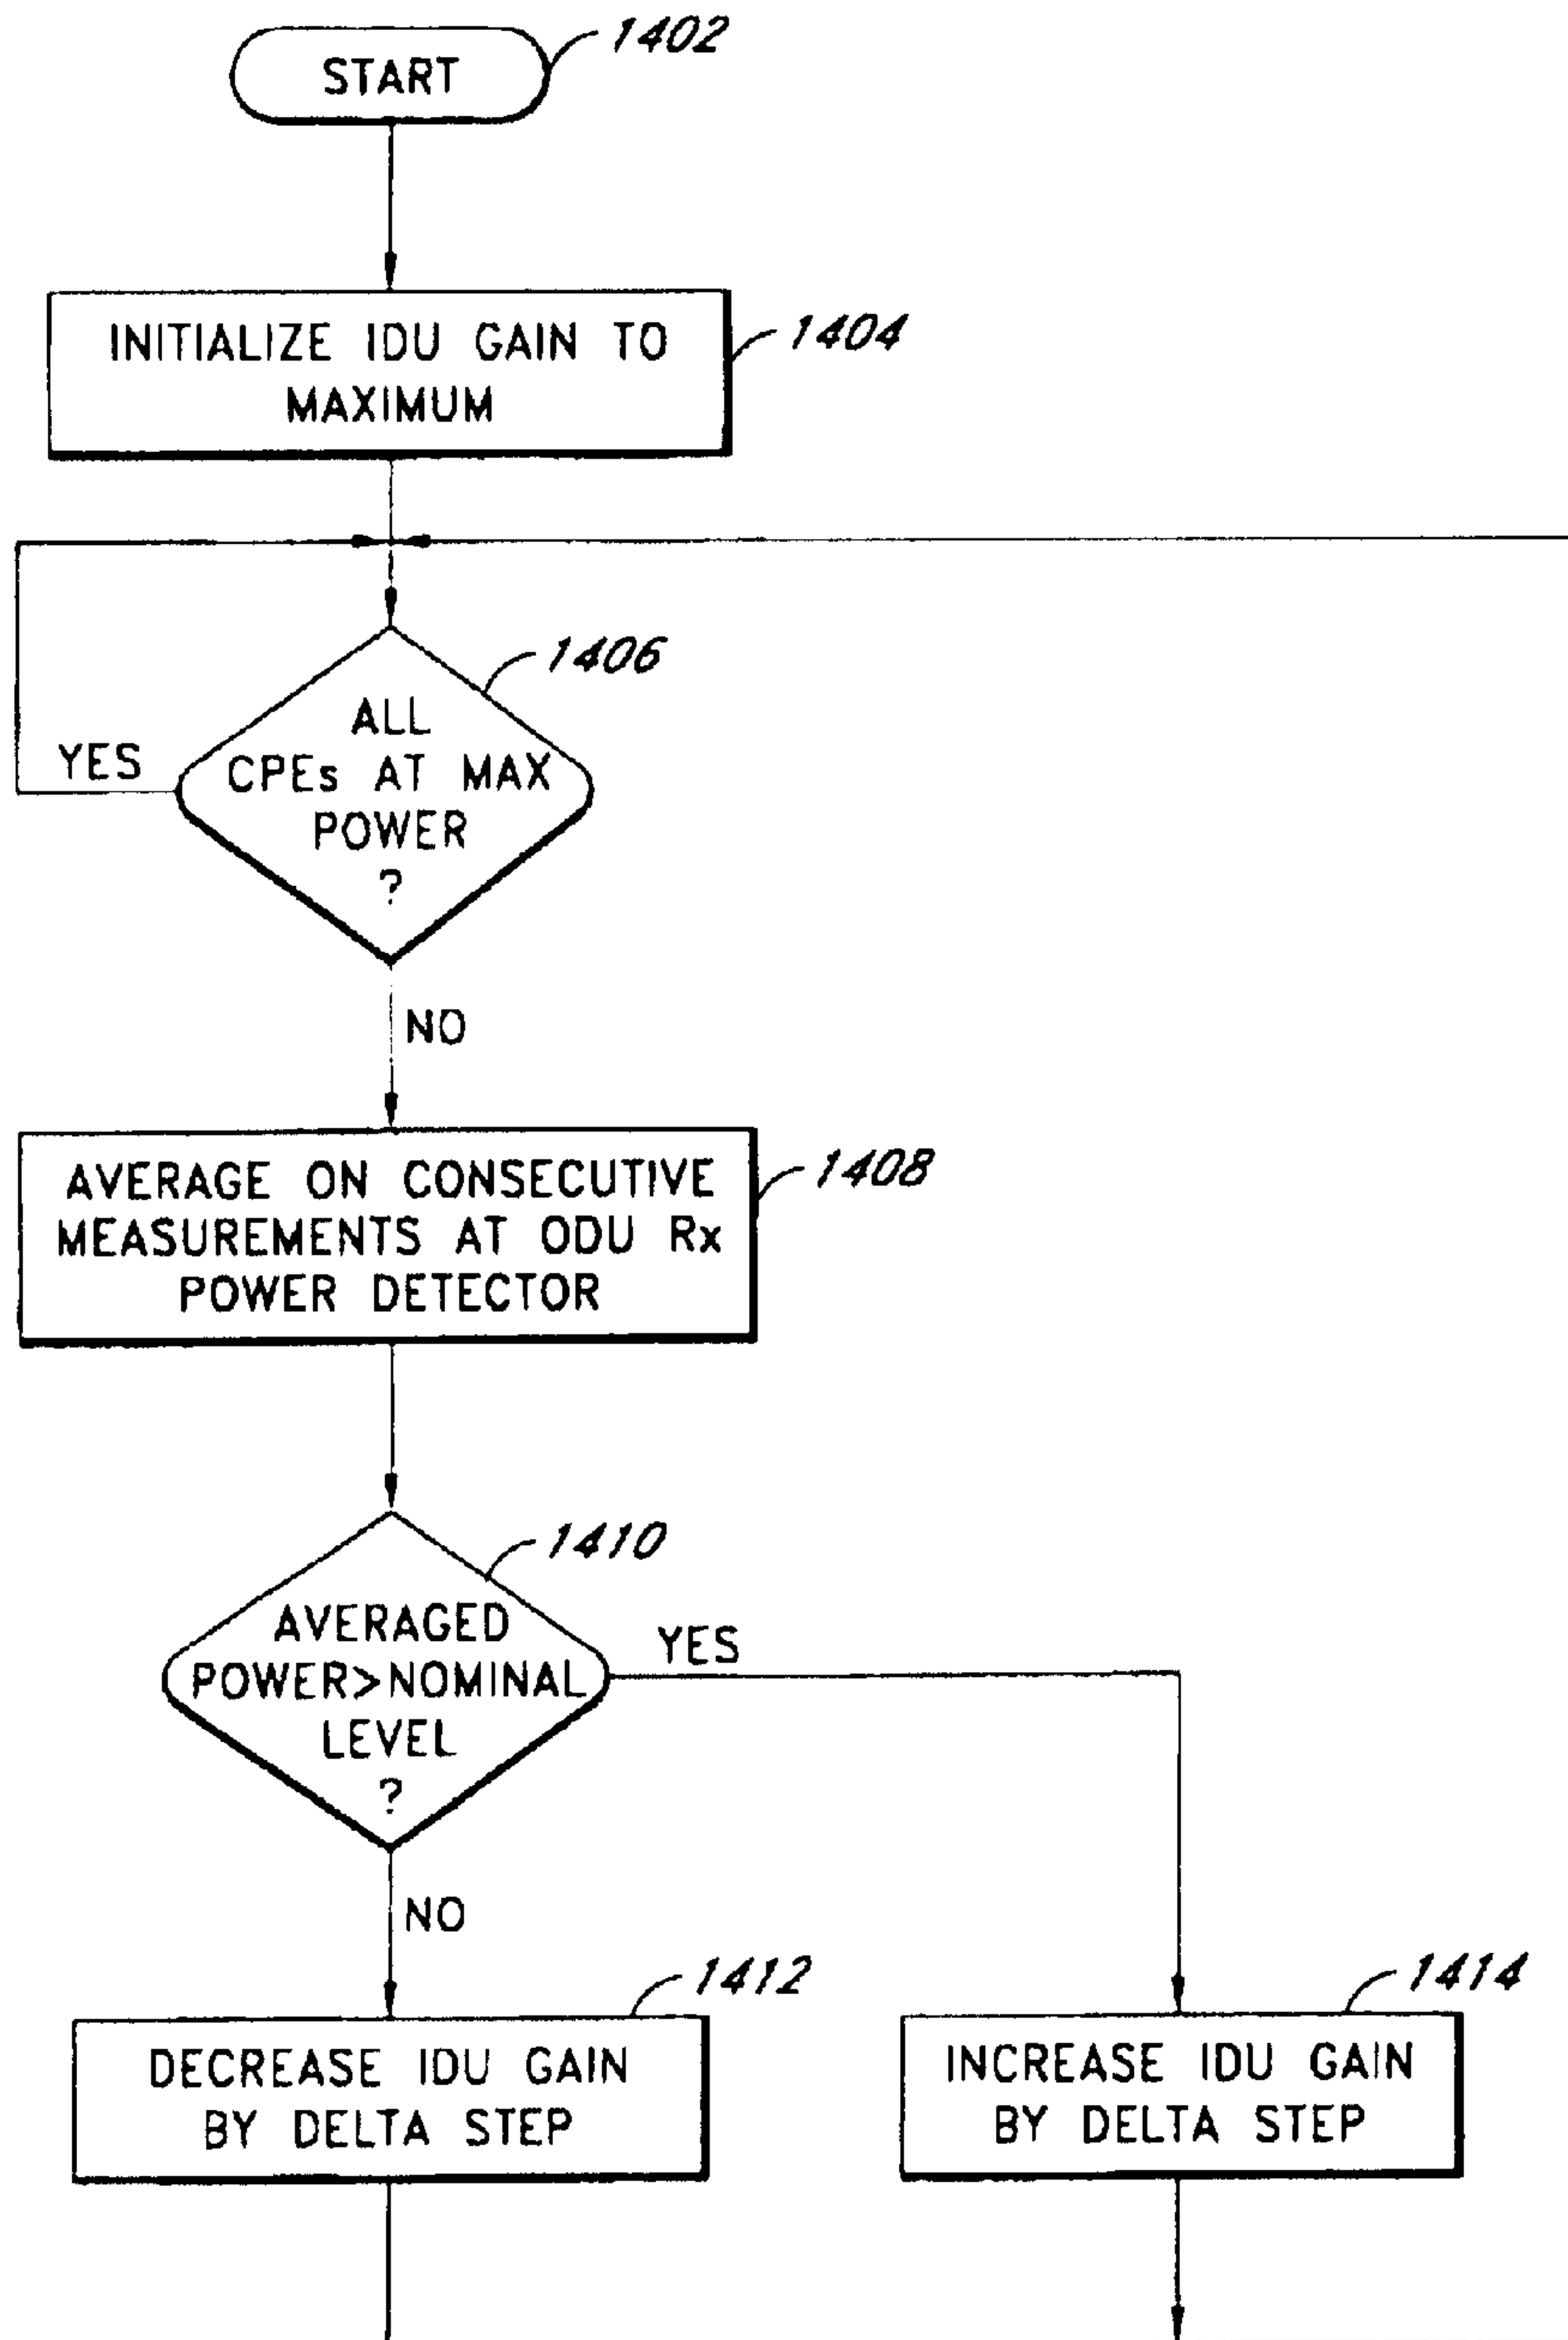 START
1402
INITIALIZE IDU GAIN TO
MAXIMUM
1404
1406
ALL
CPEs AT MAX
POWER
?
YES
NO
AVERAGE ON CONSECUTIVE
MEASUREMENTS AT ODU Rx
POWER DETECTOR
1408
1410
AVERAGED
POWER>NOMINAL
LEVEL
?
YES
NO
1412
DECREASE IDU GAIN
BY DELTA STEP
1414
INCREASE IDU GAIN
BY DELTA STEP